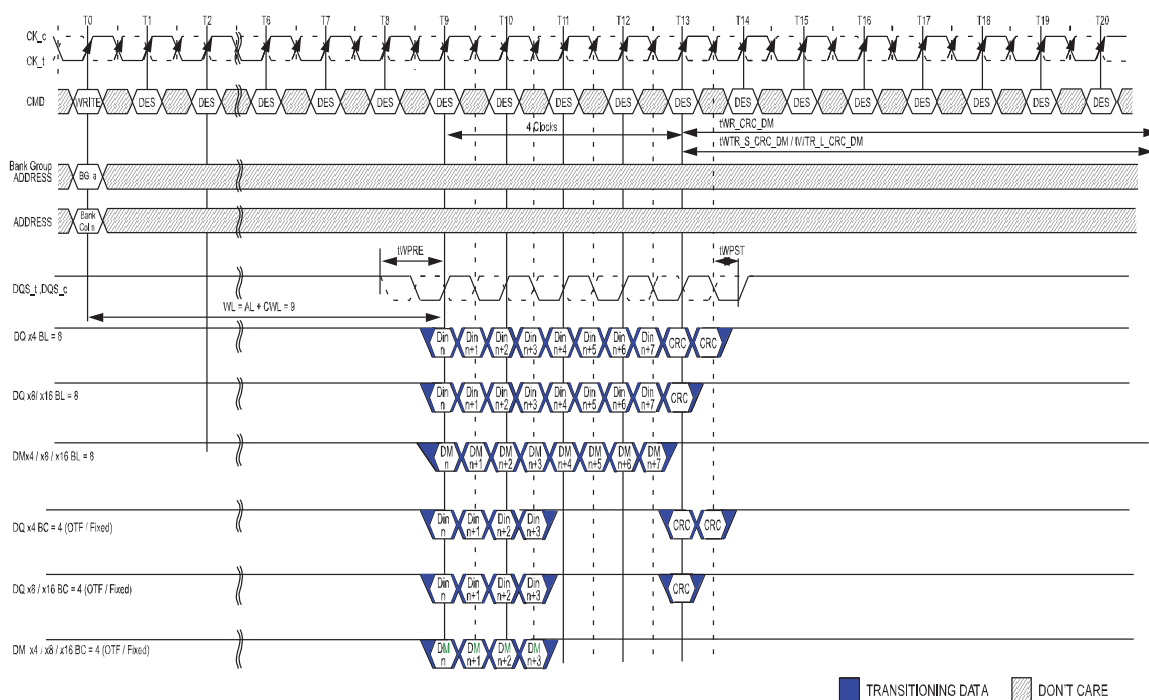 T0 T1 T2 T6 T7 T8 T9 T10 T11 T12 T13 T14 T15 T16 T17 T18 T19 T20
CK_c
CK_t
CMD WRITE DES DES DES DES DES DES DES DES DES DES DES DES DES DES DES DES DES
4 Clocks
tWR_CRC_DM
tWTR_S_CRC_DM / tWTR_L_CRC_DM
Bank Group
ADDRESS
BG a
ADDRESS
Bank
Col n
tWPRE
tWPST
DQS_t ,DQS_c
WL = AL + CWL = 9
DQ x4 BL = 8
Din Din Din Din Din Din Din Din CRC CRC
n n+1 n+2 n+3 n+4 n+5 n+6 n+7
DQ x8/ x16 BL = 8
Din Din Din Din Din Din Din Din CRC
n n+1 n+2 n+3 n+4 n+5 n+6 n+7
DMx4 / x8 / x16 BL = 8
DM DM DM DM DM DM DM DM
n n+1 n+2 n+3 n+4 n+5 n+6 n+7
DQ x4 BC = 4 (OTF / Fixed)
Din Din Din Din CRC CRC
n n+1 n+2 n+3
DQ x8 / x16 BC = 4 (OTF / Fixed)
Din Din Din Din CRC
n n+1 n+2 n+3
DM x4 / x8 / x16 BC = 4 (OTF / Fixed)
DM DM DM DM
n n+1 n+2 n+3
TRANSITIONING DATA
DON'T CARE